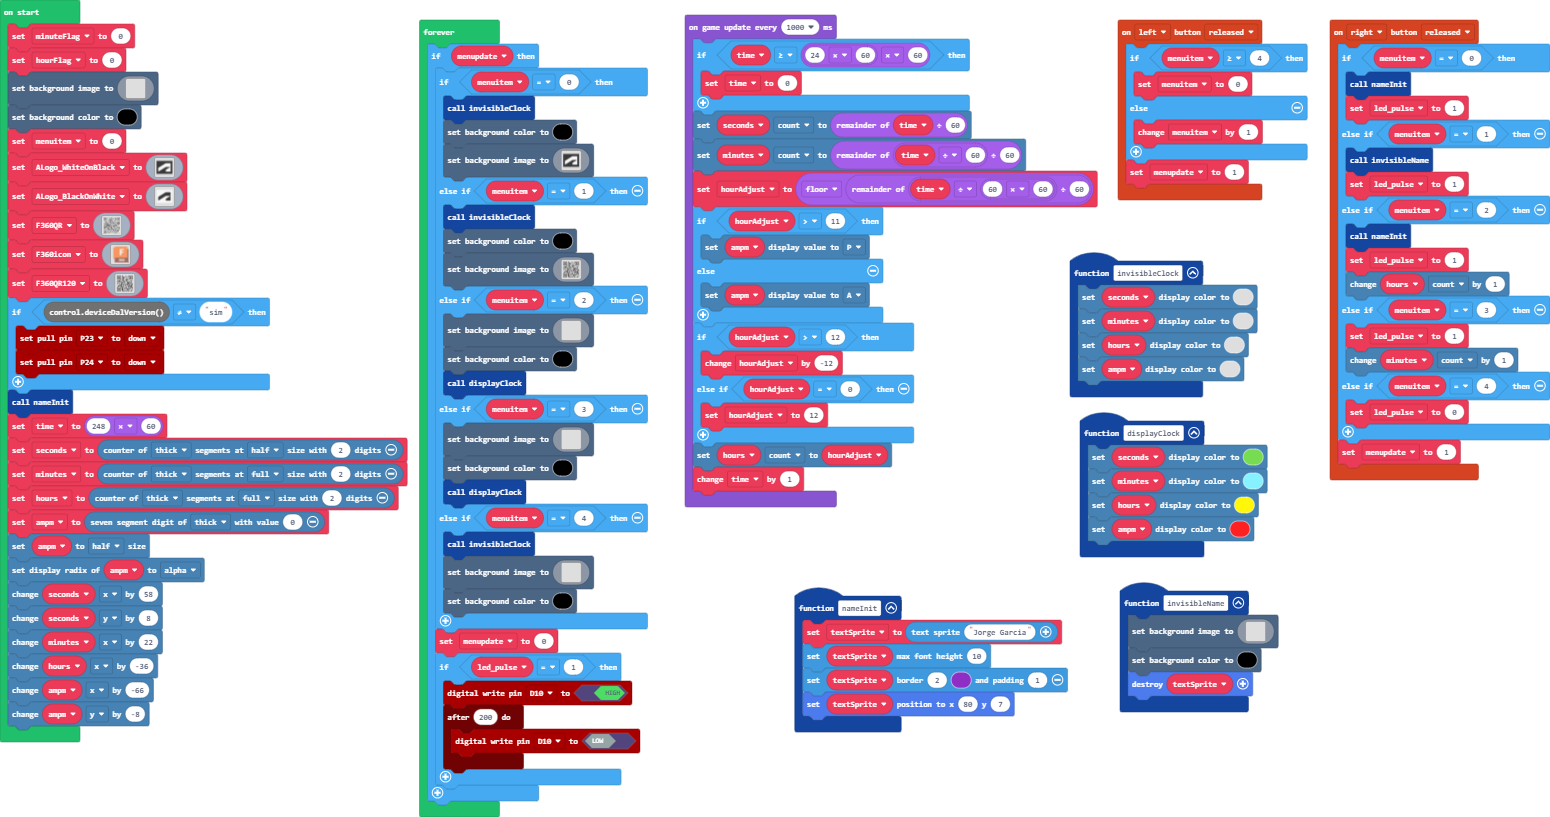 on start
set minuteFlag to 0
set hourFlag to 0
set background image to
set background color to
set menuitem to 0
set ALogo_WhiteOnBlack to
set ALogo_BlackOnWhite to
set F360QR to
set F360icon to
set F360QR120 to
if control.deviceDalVersion() ≠ "sim" then
set pull pin P23 to down
set pull pin P24 to down
call nameInit
set time to 248 × 60
set seconds to counter of thick segments at half size with 2 digits
set minutes to counter of thick segments at full size with 2 digits
set hours to counter of thick segments at full size with 2 digits
set ampm to seven segment digit of thick with value 0
set ampm to half size
set display radix of ampm to alpha
change seconds x by 58
change seconds y by 8
change minutes x by 22
change hours x by -36
change ampm x by -66
change ampm y by -8
forever
if menupdate then
if menuitem = 0 then
call invisibleClock
set background color to
set background image to
else if menuitem = 1 then
call invisibleClock
set background color to
set background image to
else if menuitem = 2 then
set background image to
set background color to
call displayClock
else if menuitem = 3 then
set background image to
set background color to
call displayClock
else if menuitem = 4 then
call invisibleClock
set background image to
set background color to
set menupdate to 0
if led_pulse = 1 then
digital write pin D10 to HIGH
after 200 do
digital write pin D10 to LOW
on game update every 1000 ms
if time ≥ 24 × 60 × 60 then
set time to 0
set seconds count to remainder of time ÷ 60
set minutes count to remainder of time ÷ 60 ÷ 60
set hourAdjust to floor remainder of time ÷ 60 × 60 ÷ 60
if hourAdjust > 11 then
set ampm display value to P
else
set ampm display value to A
if hourAdjust > 12 then
change hourAdjust by -12
else if hourAdjust = 0 then
set hourAdjust to 12
set hours count to hourAdjust
change time by 1
on left button released
if menuitem ≥ 4 then
set menuitem to 0
else
change menuitem by 1
set menupdate to 1
on right button released
if menuitem = 0 then
call nameInit
set led_pulse to 1
else if menuitem = 1 then
call invisibleName
set led_pulse to 1
else if menuitem = 2 then
call nameInit
set led_pulse to 1
change hours count by 1
else if menuitem = 3 then
set led_pulse to 1
change minutes count by 1
else if menuitem = 4 then
set led_pulse to 0
set menupdate to 1
function invisibleClock
set seconds display color to
set minutes display color to
set hours display color to
set ampm display color to
function displayClock
set seconds display color to
set minutes display color to
set hours display color to
set ampm display color to
function nameInit
set textSprite to text sprite "Jorge Garcia"
set textSprite max font height 10
set textSprite border 2 and padding 1
set textSprite position to x 80 y 7
function invisibleName
set background image to
set background color to
destroy textSprite